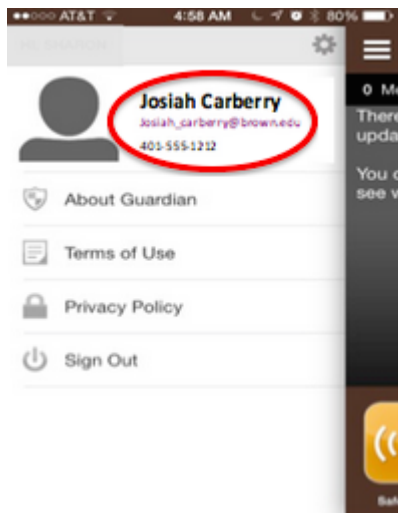 AT&T 4:58 AM 80%
Josiah Carberry
Josiah_carberry@brown.edu
401-555-1212
About Guardian
Terms of Use
Privacy Policy
Sign Out
0
There
upda
You
see